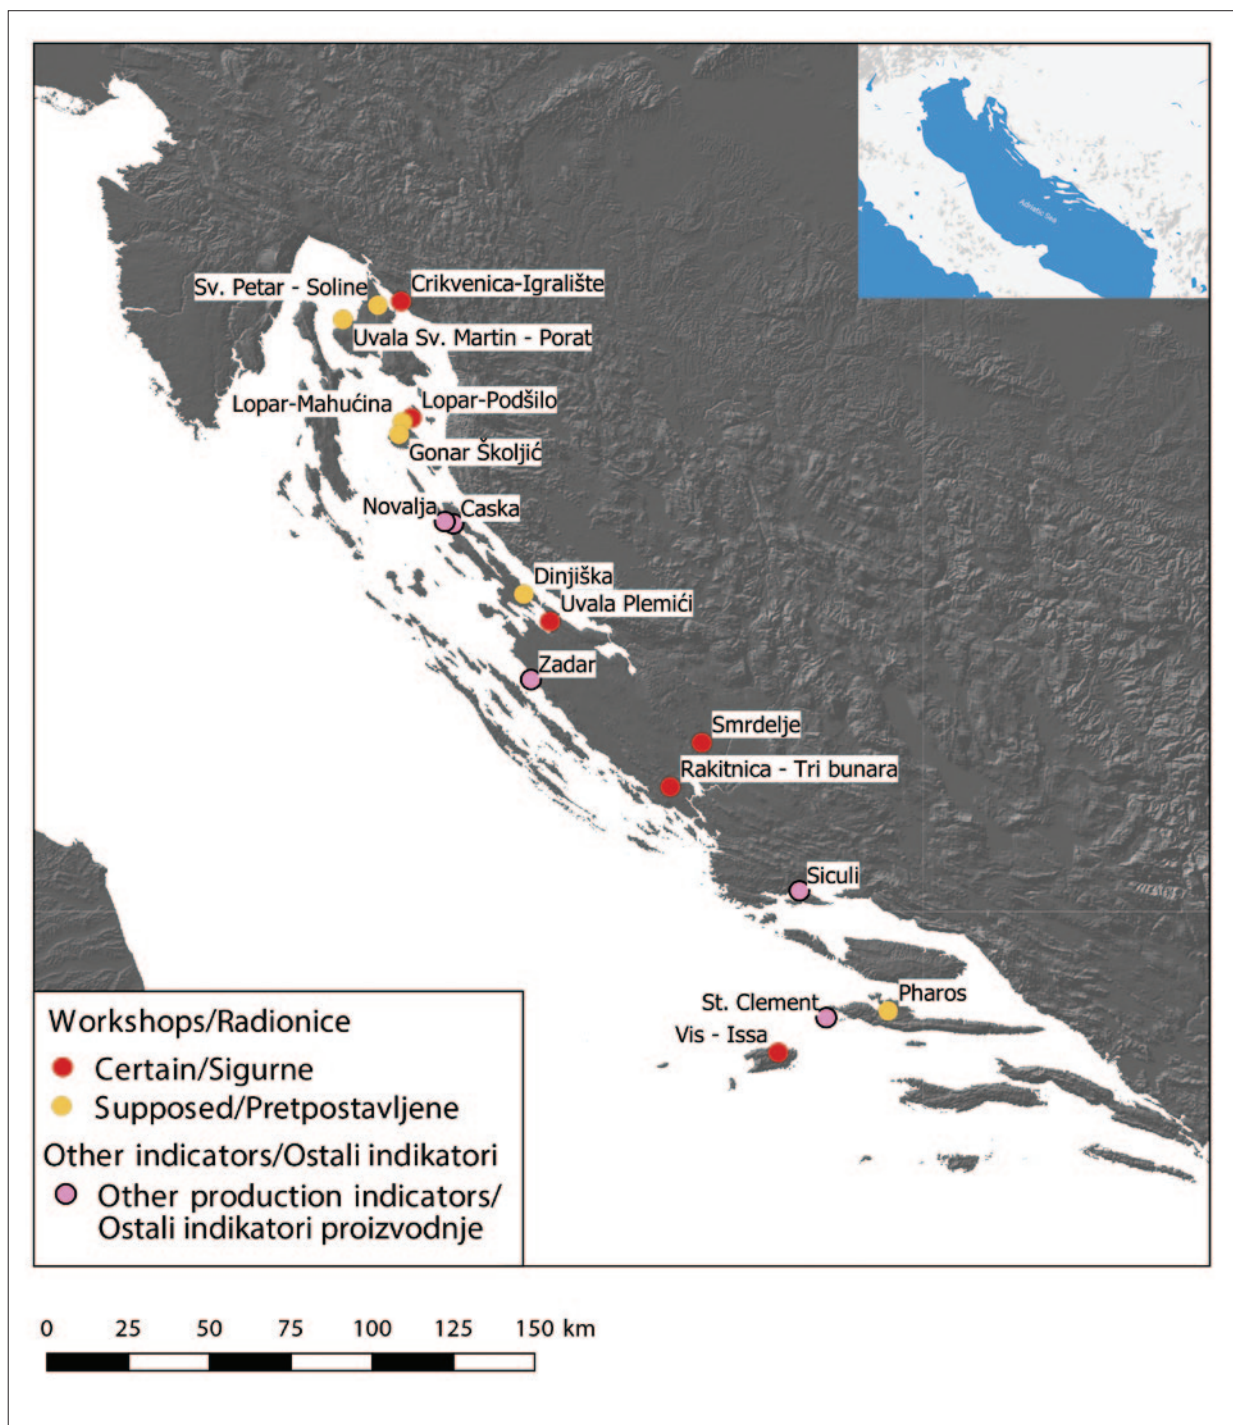 Adriatic Sea
Sv. Petar - Soline
Crikvenica-Igralište
Uvala Sv. Martin - Porat
Lopar-Mahućina
Lopar-Podšilo
Gonar Školjić
Novalja
Caska
Dinjiška
Uvala Plemići
Zadar
Smrdelje
Rakitnica - Tri bunara
Siculi
St. Clement
Pharos
Vis - Issa
Workshops/Radionice
Certain/Sigurne
Supposed/Pretpostavljene
Other indicators/Ostali indikatori
Other production indicators/
Ostali indikatori proizvodnje
0 25 50 75 100 125 150 km